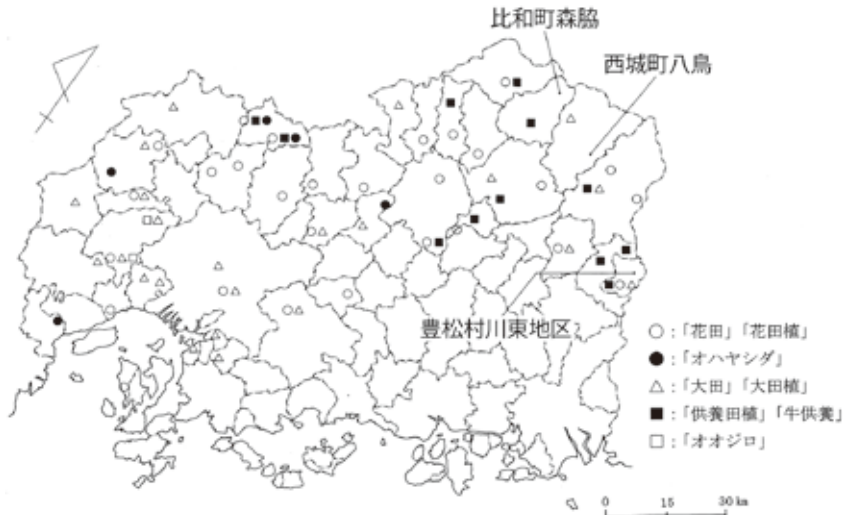 比和町森脇
西城町八鳥
豊松村川東地区
○：「花田」「花田植」
●：「オハヤシダ」
△：「大田」「大田植」
■：「供養田植」「牛供養」
□：「オオジロ」
0 15 30 km